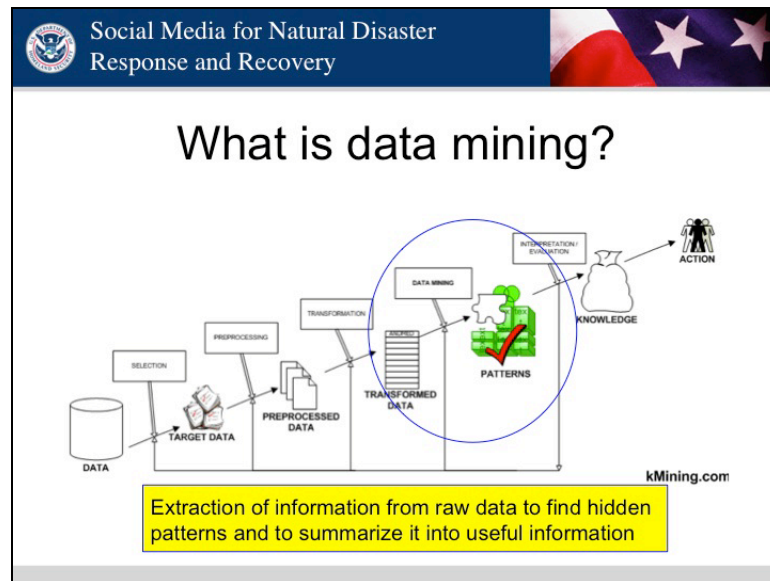 Social Media for Natural Disaster
Response and Recovery
What is data mining?
ACTION
INTERPRETATION /
EVALUATION
KNOWLEDGE
DATA MINING
PATTERNS
TRANSFORMATION
TRANSFORMED
DATA
PREPROCESSING
PREPROCESSED
DATA
SELECTION
TARGET DATA
DATA
kMining.com
Extraction of information from raw data to find hidden
patterns and to summarize it into useful information